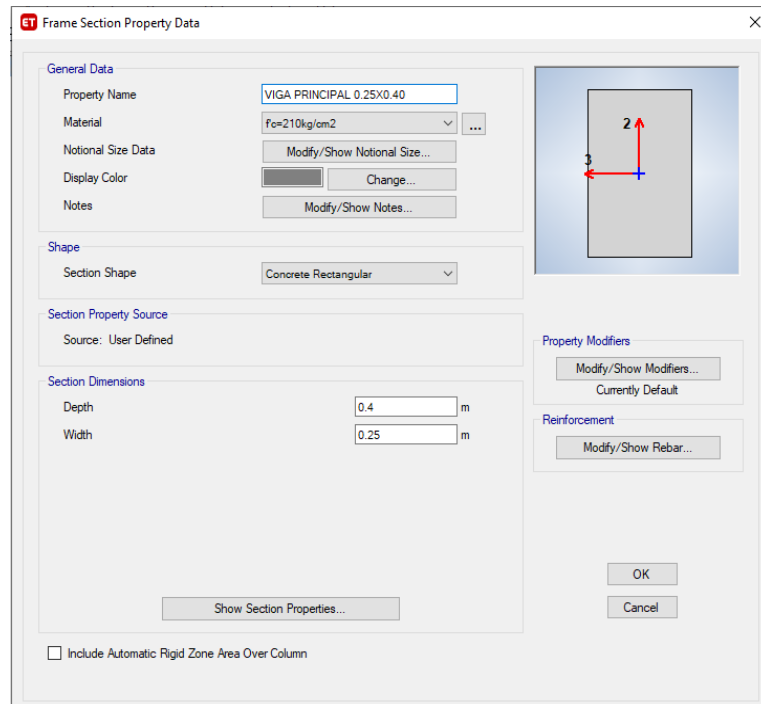 ET Frame Section Property Data
General Data
Property Name VIGA PRINCIPAL 0.25X0.40
Material f'c=210kg/cm2 ...
Notional Size Data Modify/Show Notional Size...
Display Color Change...
Notes Modify/Show Notes...
Shape
Section Shape Concrete Rectangular
Section Property Source
Source: User Defined
Section Dimensions
Depth 0.4 m
Width 0.25 m
Show Section Properties...
Include Automatic Rigid Zone Area Over Column
2
3
Property Modifiers
Modify/Show Modifiers...
Currently Default
Reinforcement
Modify/Show Rebar...
OK
Cancel